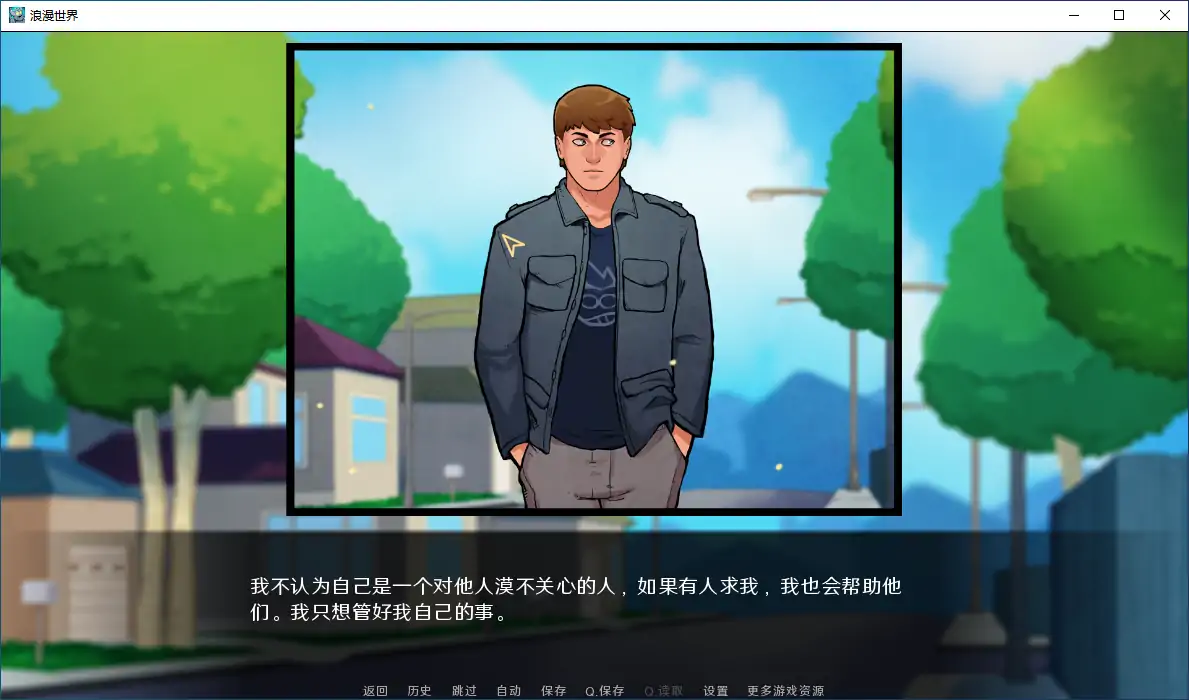 浪漫世界
我不认为自己是一个对他人漠不关心的人，如果有人求我，我也会帮助他
们。我只想管好我自己的事。
返回 历史 跳过 自动 保存 Q.保存 Q.读取 设置 更多游戏资源